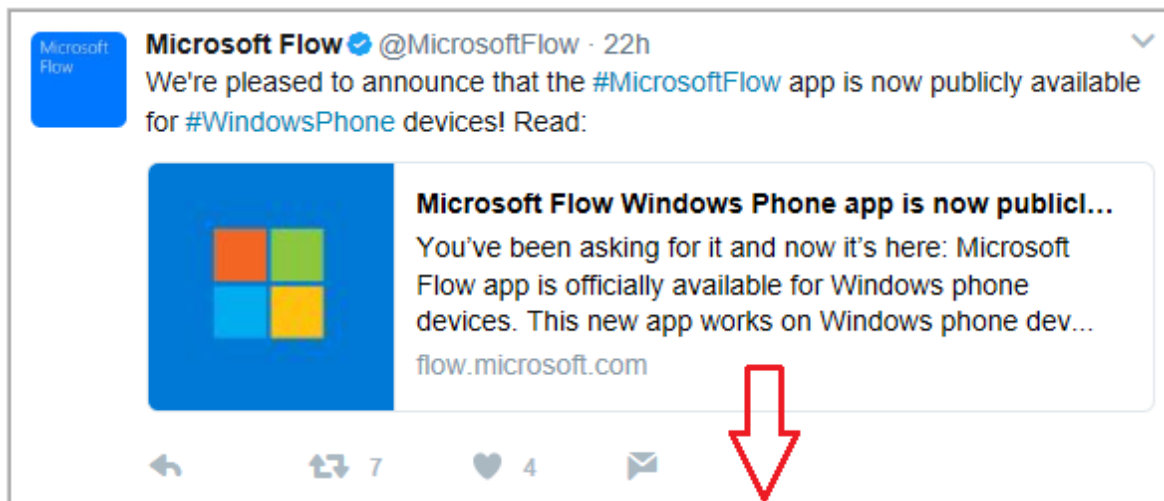 Microsoft
Flow
Microsoft Flow @MicrosoftFlow · 22h
We're pleased to announce that the #MicrosoftFlow app is now publicly available
for #WindowsPhone devices! Read:
Microsoft Flow Windows Phone app is now publicl...
You've been asking for it and now it's here: Microsoft
Flow app is officially available for Windows phone
devices. This new app works on Windows phone dev...
flow.microsoft.com
7 4